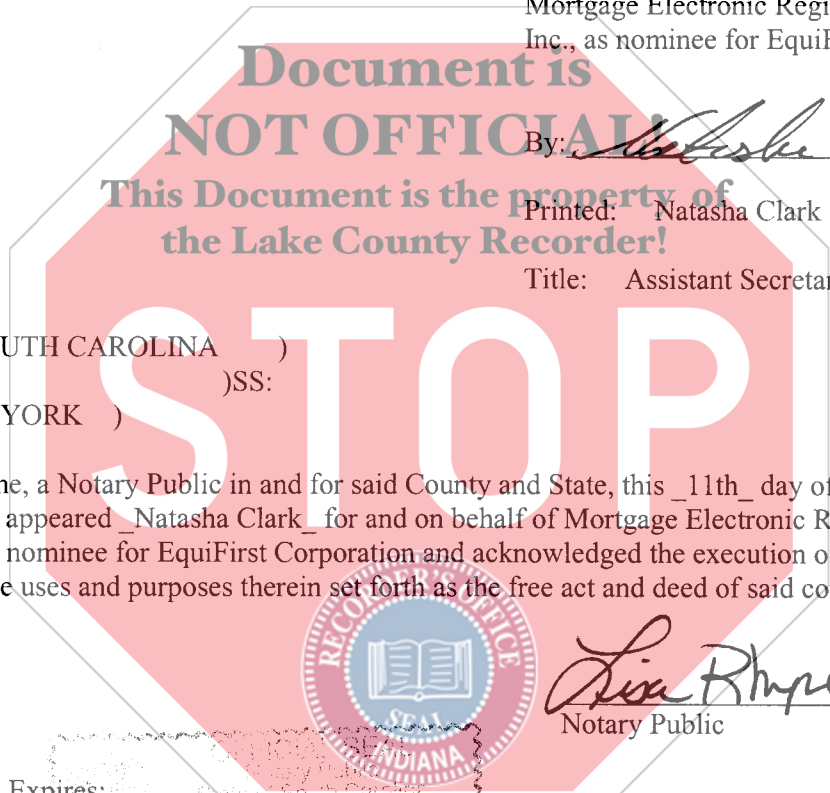 Mortgage Electronic Regi
Inc., as nominee for EquiF
Document is
NOT OFFICIAL!
By:
This Document is the property of
Printed: Natasha Clark
the Lake County Recorder!
Title: Assistant Secretar
STOP
UTH CAROLINA )
)SS:
YORK )
ne, a Notary Public in and for said County and State, this _11th_ day of
appeared _Natasha Clark_ for and on behalf of Mortgage Electronic R
nominee for EquiFirst Corporation and acknowledged the execution o
e uses and purposes therein set forth as the free act and deed of said co
RECORDER'S OFFICE
SEAL
INDIANA
Lisa
Notary Public
Expires: